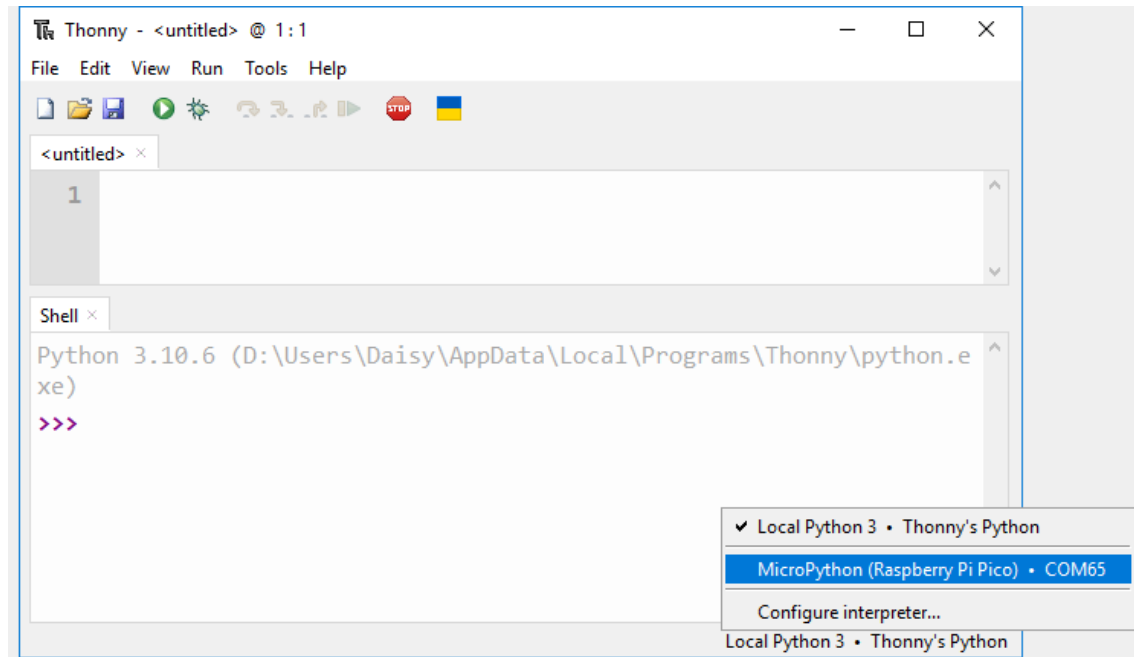 Thonny - <untitled> @ 1:1
File Edit View Run Tools Help
STOP
<untitled> ×
1
Shell ×
Python 3.10.6 (D:\Users\Daisy\AppData\Local\Programs\Thonny\python.e
xe)
>>>
✓ Local Python 3 • Thonny's Python
MicroPython (Raspberry Pi Pico) • COM65
Configure interpreter...
Local Python 3 • Thonny's Python